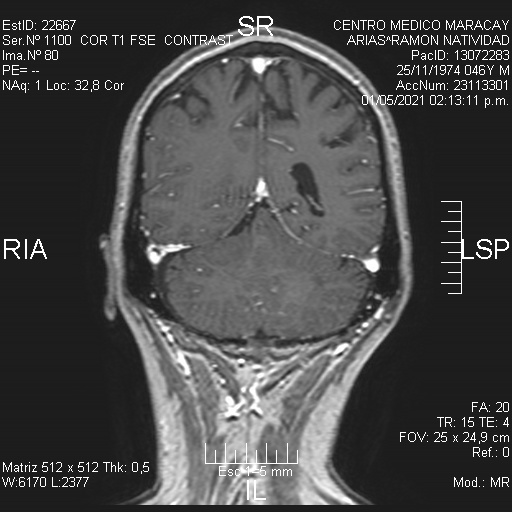 EstID: 22667
Ser.Nº 1100 COR T1 FSE CONTRAST
Ima.Nº 80
PE= --
NAq: 1 Loc: 32,8 Cor
SR
CENTRO MEDICO MARACAY
ARIAS^RAMON NATIVIDAD
PacID: 13072283
25/11/1974 046Y M
AccNum: 23113301
01/05/2021 02:13:11 p.m.
RIA
LSP
FA: 20
TR: 15 TE: 4
FOV: 25 x 24,9 cm
Ref.: 0
Matriz 512 x 512 Thk: 0,5
W:6170 L:2377
Esc 1=5 mm
IL
Mod.: MR